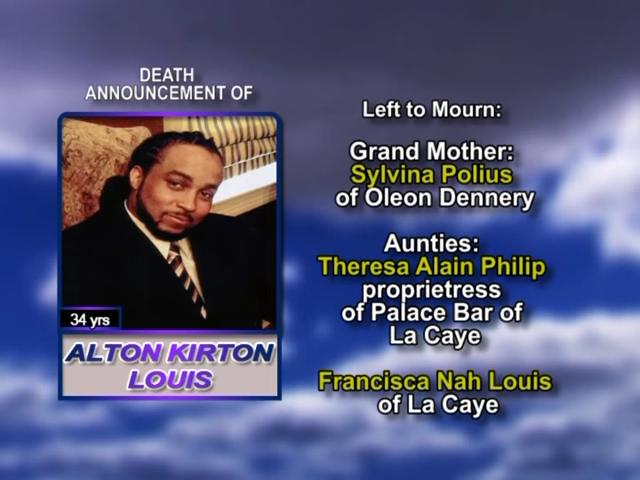 DEATH
ANNOUNCEMENT OF
34 yrs
ALTON KIRTON
LOUIS
Left to Mourn:
Grand Mother:
Sylvina Polius
of Oleon Dennery
Aunties:
Theresa Alain Philip
proprietress
of Palace Bar of
La Caye
Francisca Nah Louis
of La Caye